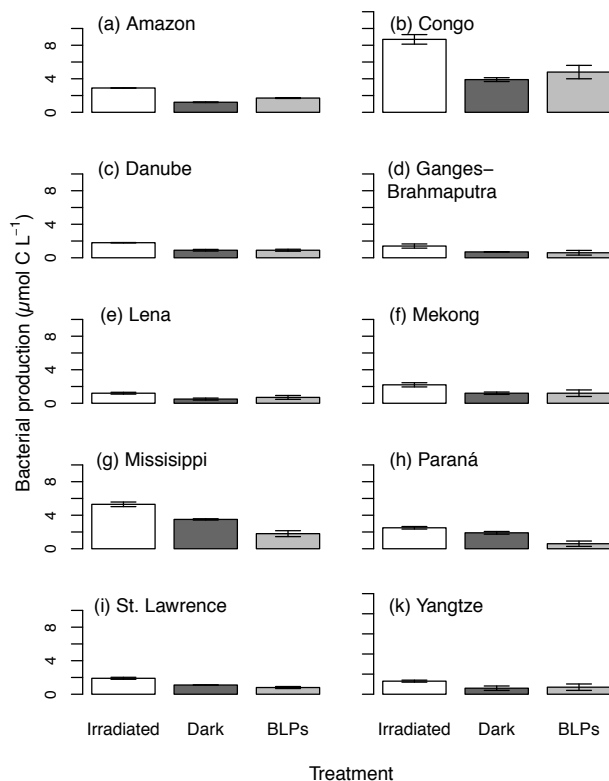 (a) Amazon
(b) Congo
0 4 8
(c) Danube
(d) Ganges−
Brahmaputra
0 4 8
(e) Lena
(f) Mekong
0 4 8
(g) Missisippi
(h) Paraná
0 4 8
(i) St. Lawrence
(k) Yangtze
0 4 8
Bacterial production (µmol C L−1)
Irradiated Dark BLPs Irradiated Dark BLPs
Treatment